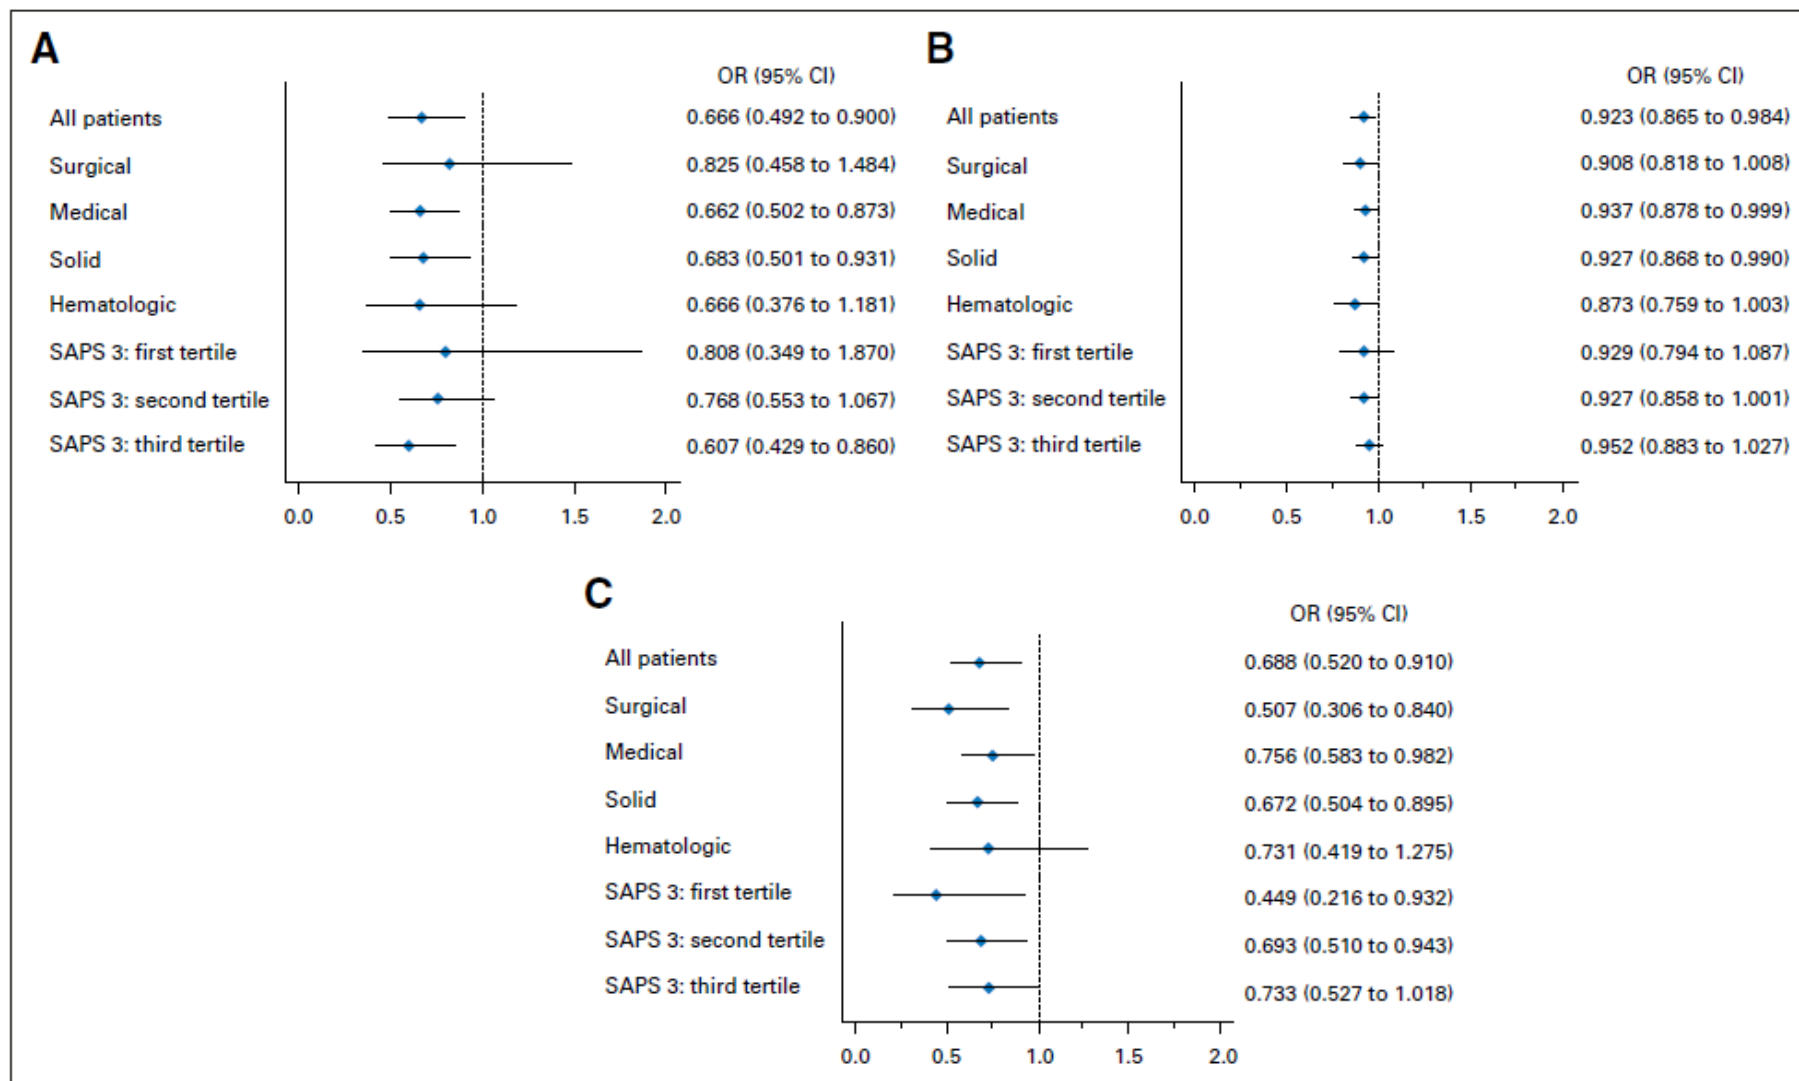 A
OR (95% CI)
All patients 0.666 (0.492 to 0.900)
Surgical 0.825 (0.458 to 1.484)
Medical 0.662 (0.502 to 0.873)
Solid 0.683 (0.501 to 0.931)
Hematologic 0.666 (0.376 to 1.181)
SAPS 3: first tertile 0.808 (0.349 to 1.870)
SAPS 3: second tertile 0.768 (0.553 to 1.067)
SAPS 3: third tertile 0.607 (0.429 to 0.860)
0.0 0.5 1.0 1.5 2.0
B
OR (95% CI)
All patients 0.923 (0.865 to 0.984)
Surgical 0.908 (0.818 to 1.008)
Medical 0.937 (0.878 to 0.999)
Solid 0.927 (0.868 to 0.990)
Hematologic 0.873 (0.759 to 1.003)
SAPS 3: first tertile 0.929 (0.794 to 1.087)
SAPS 3: second tertile 0.927 (0.858 to 1.001)
SAPS 3: third tertile 0.952 (0.883 to 1.027)
0.0 0.5 1.0 1.5 2.0
C
OR (95% CI)
All patients 0.688 (0.520 to 0.910)
Surgical 0.507 (0.306 to 0.840)
Medical 0.756 (0.583 to 0.982)
Solid 0.672 (0.504 to 0.895)
Hematologic 0.731 (0.419 to 1.275)
SAPS 3: first tertile 0.449 (0.216 to 0.932)
SAPS 3: second tertile 0.693 (0.510 to 0.943)
SAPS 3: third tertile 0.733 (0.527 to 1.018)
0.0 0.5 1.0 1.5 2.0